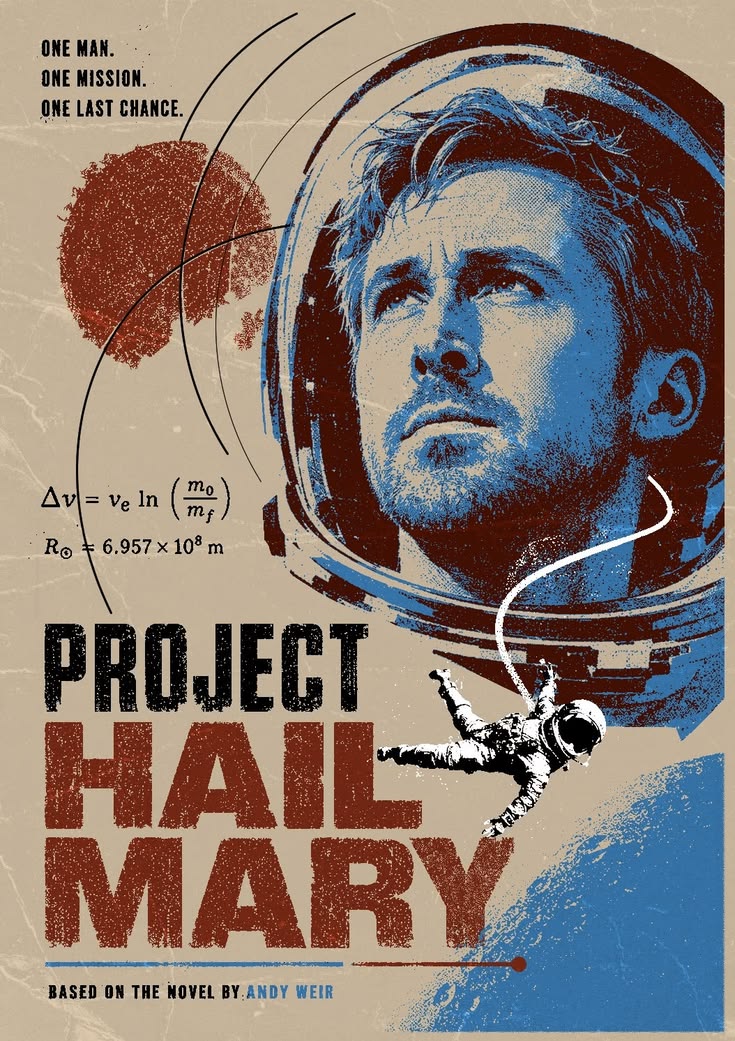 ONE MAN.
ONE MISSION.
ONE LAST CHANCE.
Δv = vₑ ln (m₀/m_f)
R☉ = 6.957 × 10⁸ m
PROJECT
HAIL
MARY
BASED ON THE NOVEL BY ANDY WEIR